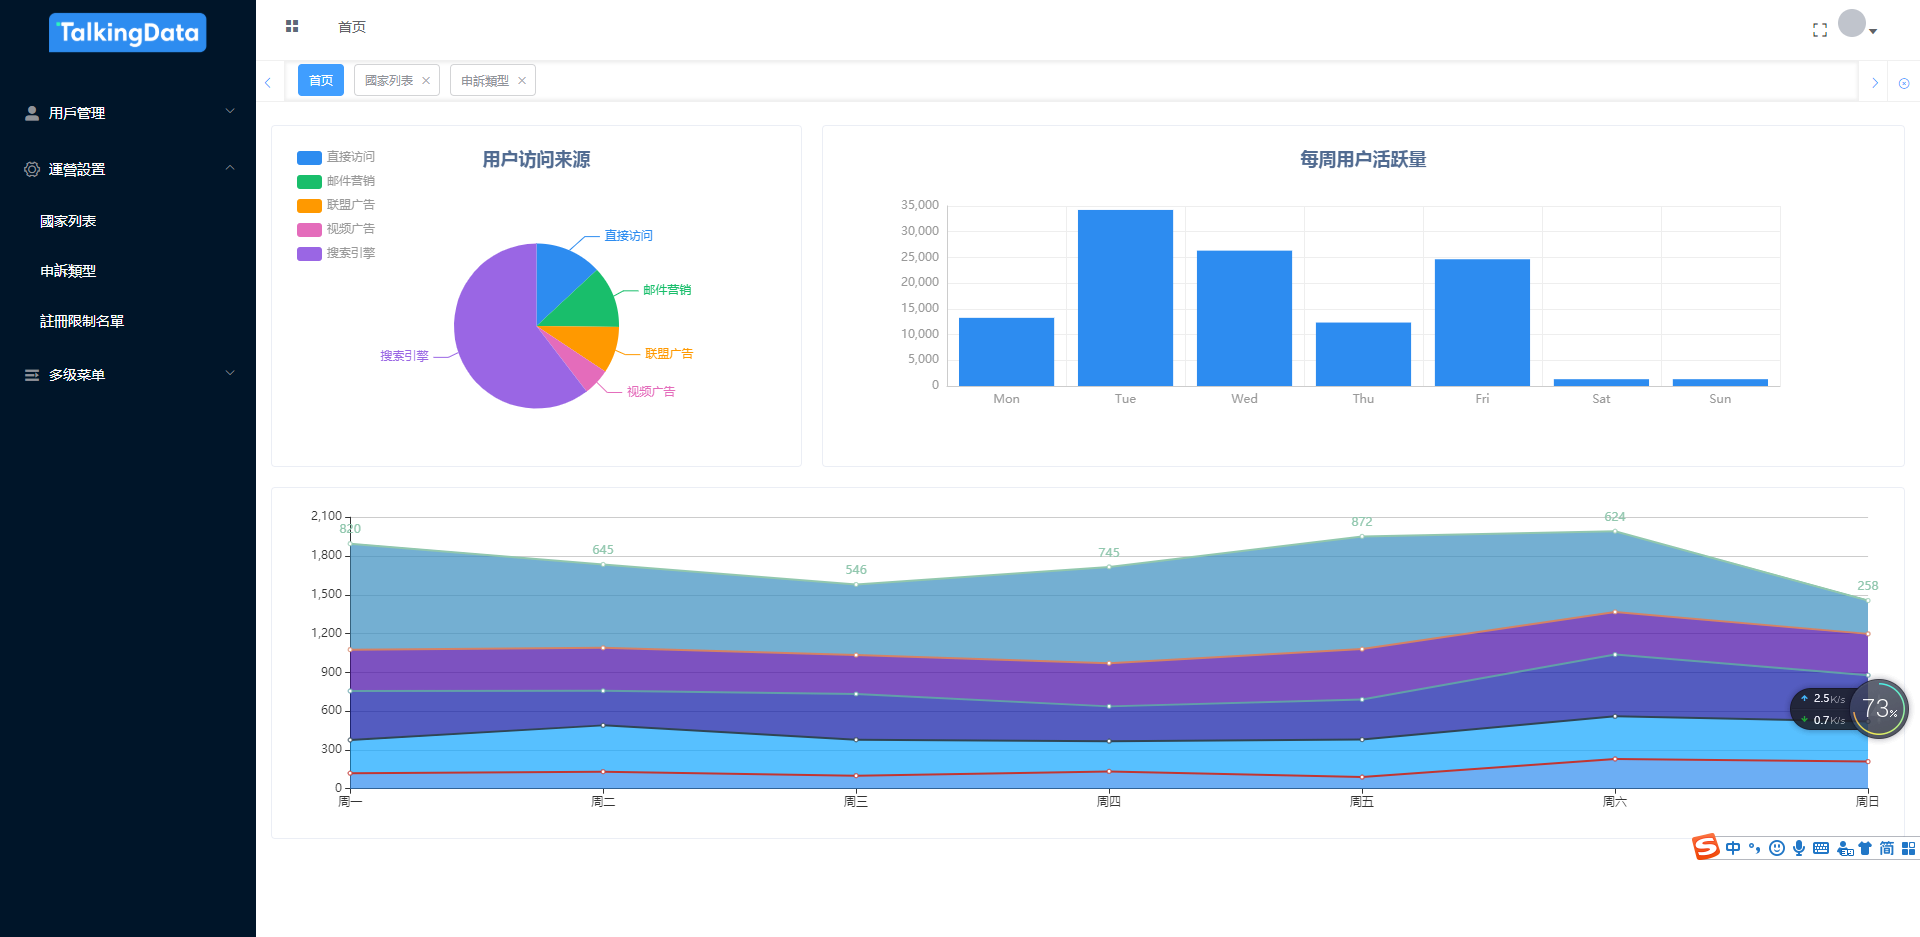 TalkingData
用戶管理
運營設置
國家列表
申訴類型
註冊限制名單
多级菜单
首页
首页
國家列表
申訴類型
用户访问来源
直接访问
邮件营销
联盟广告
视频广告
搜索引擎
直接访问
邮件营销
联盟广告
视频广告
搜索引擎
每周用户活跃量
35,000
30,000
25,000
20,000
15,000
10,000
5,000
0
Mon Tue Wed Thu Fri Sat Sun
2,100
1,800
1,500
1,200
900
600
300
0
820 645 546 745 872 624 258
周一 周二 周三 周四 周五 周六 周日
2.5K/s
0.7K/s
73%
中 简